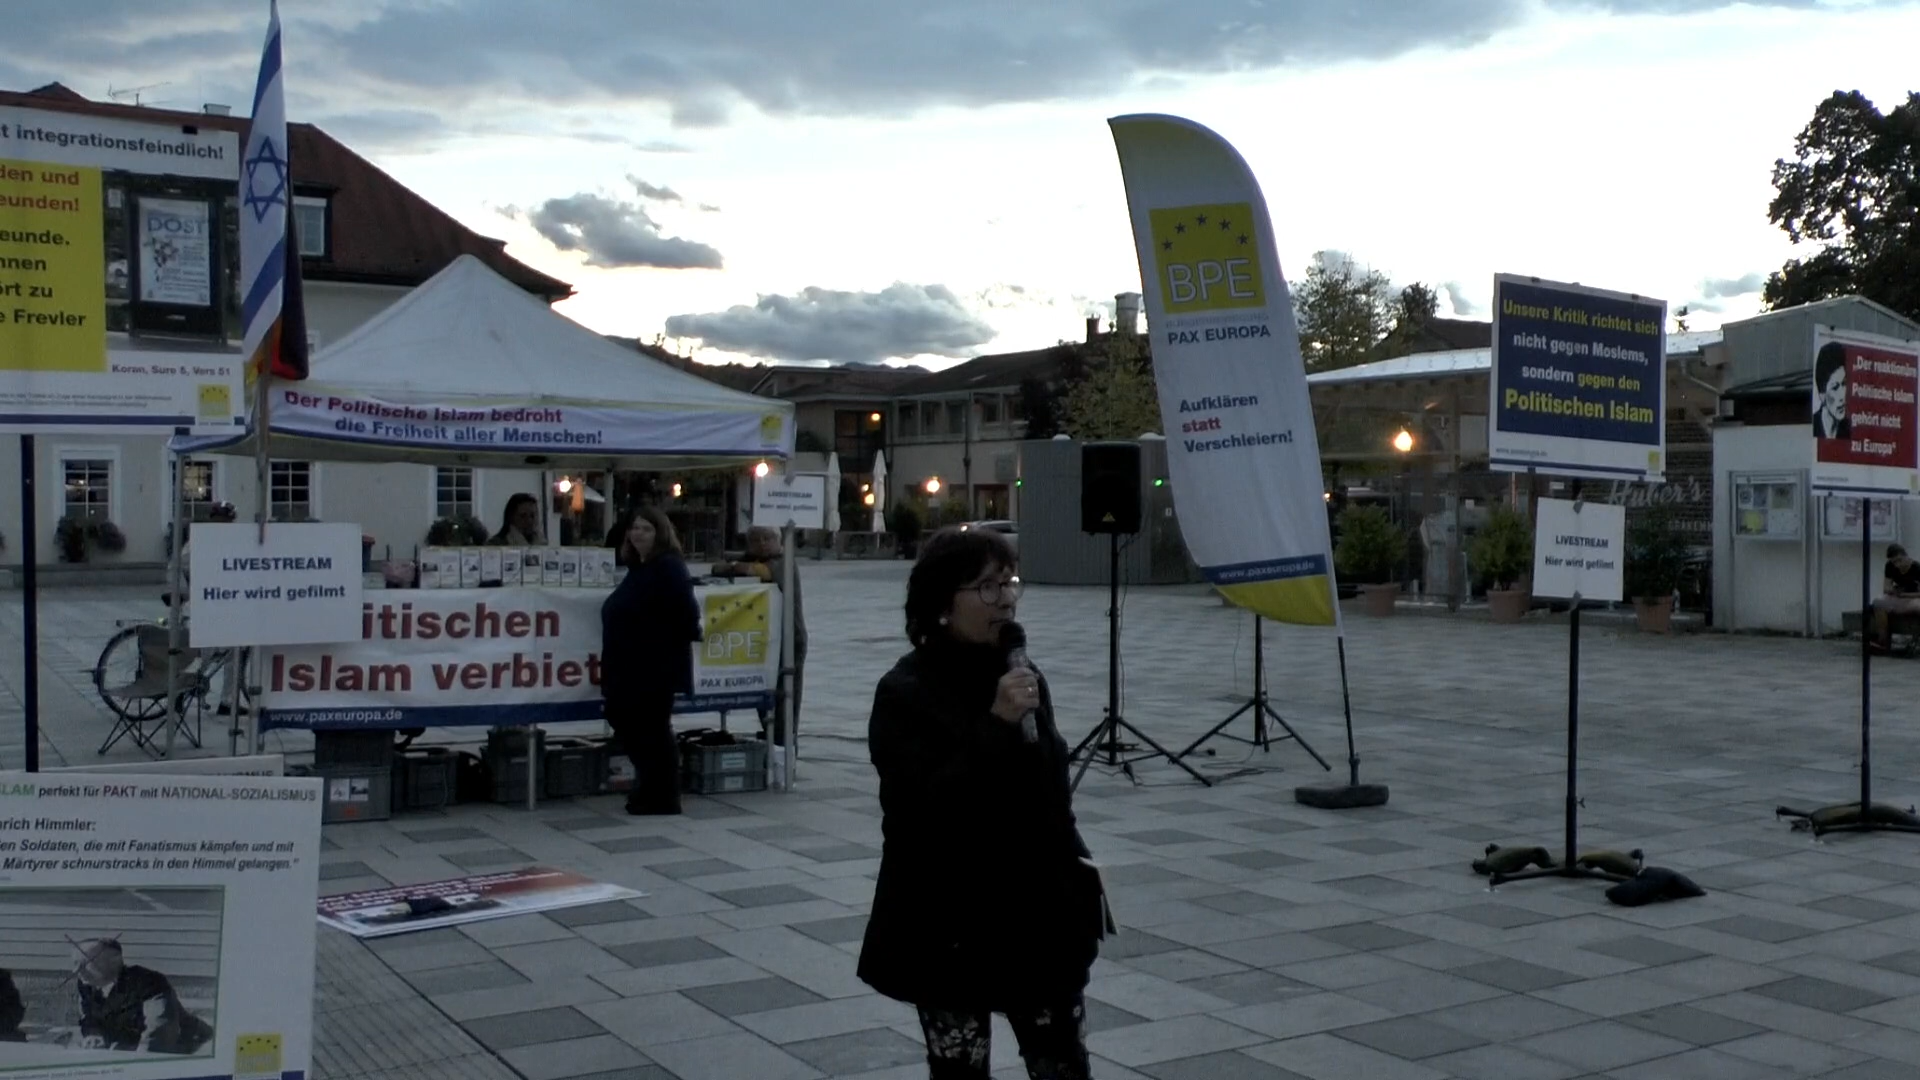 t integrationsfeindlich!
den und
eunden!
eunde.
nnen
ört zu
e Frevler
DOST
Koran, Sure 5, Vers 51
Der Politische Islam bedroht
die Freiheit aller Menschen!
LIVESTREAM
Hier wird gefilmt
LIVESTREAM
Hier wird gefilmt
itischen
Islam verbiet
www.paxeuropa.de
BPE
PAX EUROPA
SLAM perfekt für PAKT mit NATIONAL-SOZIALISMUS
nrich Himmler:
en Soldaten, die mit Fanatismus kämpfen und mit
Märtyrer schnurstracks in den Himmel gelangen."
BPE
PAX EUROPA
Aufklären
statt
Verschleiern!
www.paxeuropa.de
Unsere Kritik richtet sich
nicht gegen Moslems,
sondern gegen den
Politischen Islam
LIVESTREAM
Hier wird gefilmt
Huber's
„Der reaktionäre
Politische Islam
gehört nicht
zu Europa"